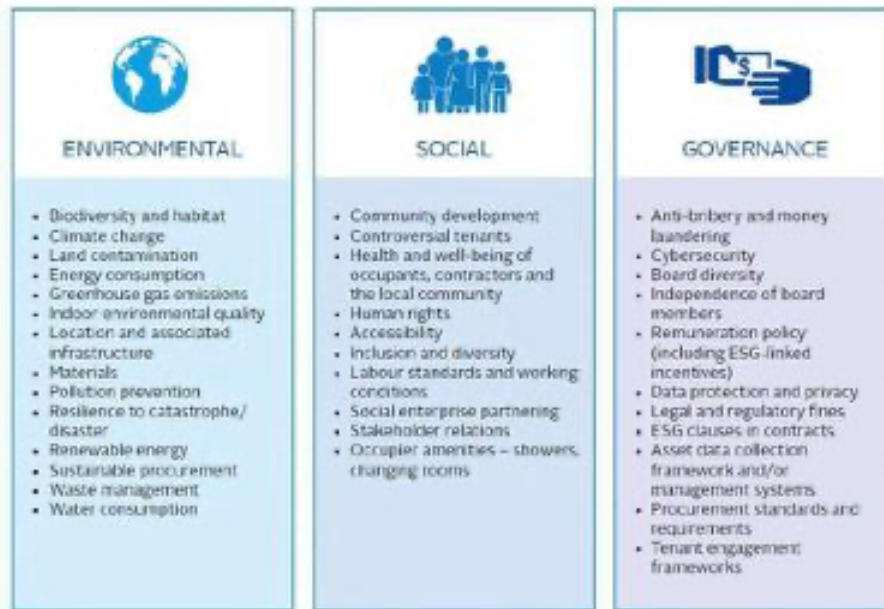 ENVIRONMENTAL
• Biodiversity and habitat
• Climate change
• Land contamination
• Energy consumption
• Greenhouse gas emissions
• Indoor environmental quality
• Location and associated
infrastructure
• Materials
• Pollution prevention
• Resilience to catastrophe/
disaster
• Renewable energy
• Sustainable procurement
• Waste management
• Water consumption
SOCIAL
• Community development
• Controversial tenants
• Health and well-being of
occupants, contractors and
the local community
• Human rights
• Accessibility
• Inclusion and diversity
• Labour standards and working
conditions
• Social enterprise partnering
• Stakeholder relations
• Occupier amenities – showers,
changing rooms
$
GOVERNANCE
• Anti-bribery and money
laundering
• Cybersecurity
• Board diversity
• Independence of board
members
• Remuneration policy
(including ESG-linked
incentives)
• Data protection and privacy
• Legal and regulatory fines
• ESG clauses in contracts
• Asset data collection
framework and/or
management systems
• Procurement standards and
requirements
• Tenant engagement
frameworks